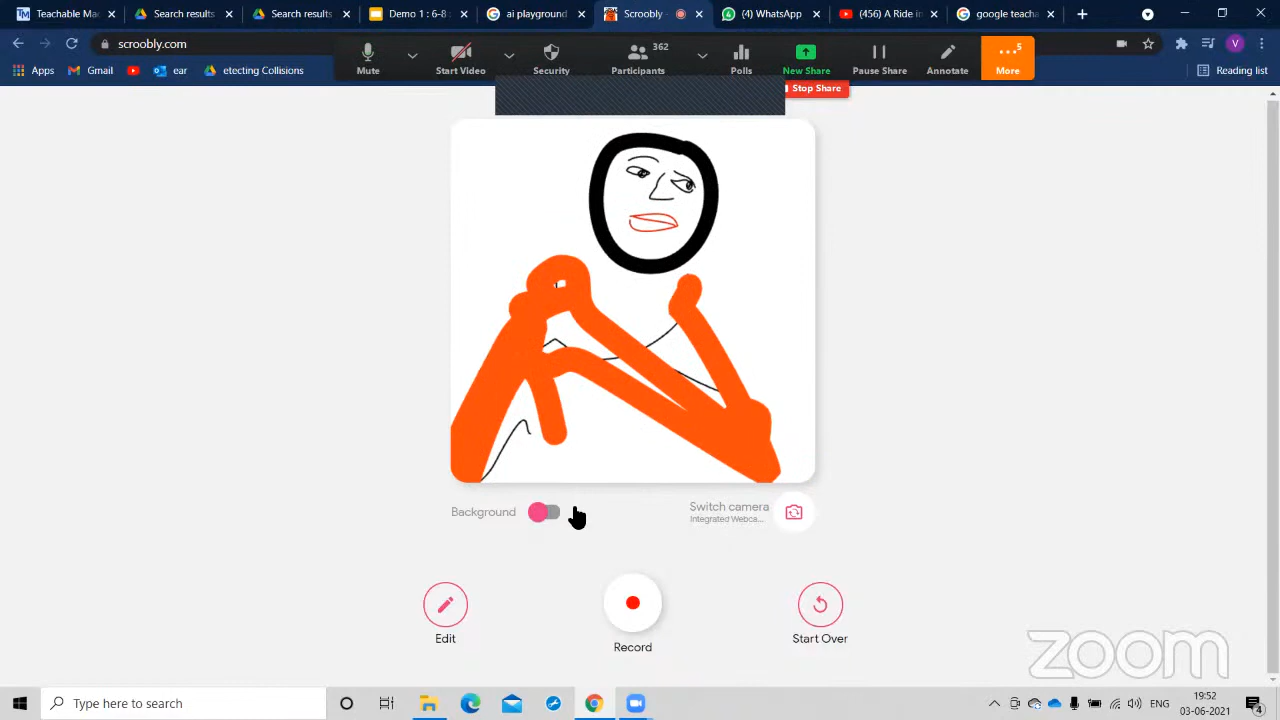 Teachable Ma
Search results
Search results
Demo 1 : 6-8
ai playground
Scroobly -
(4) WhatsApp
(456) A Ride in
google teacha
scroobly.com
Y
Mute
Start Video
Security
362
Participants
Polls
New Share
Pause Share
Annotate
5
More
Apps
ear
etecting Collisions
Reading list
Stop Share
Background
Switch camera
Integrated Webca...
Edit
Record
Start Over
zoom
Type here to search
ENG
19:52
03-06-2021
4